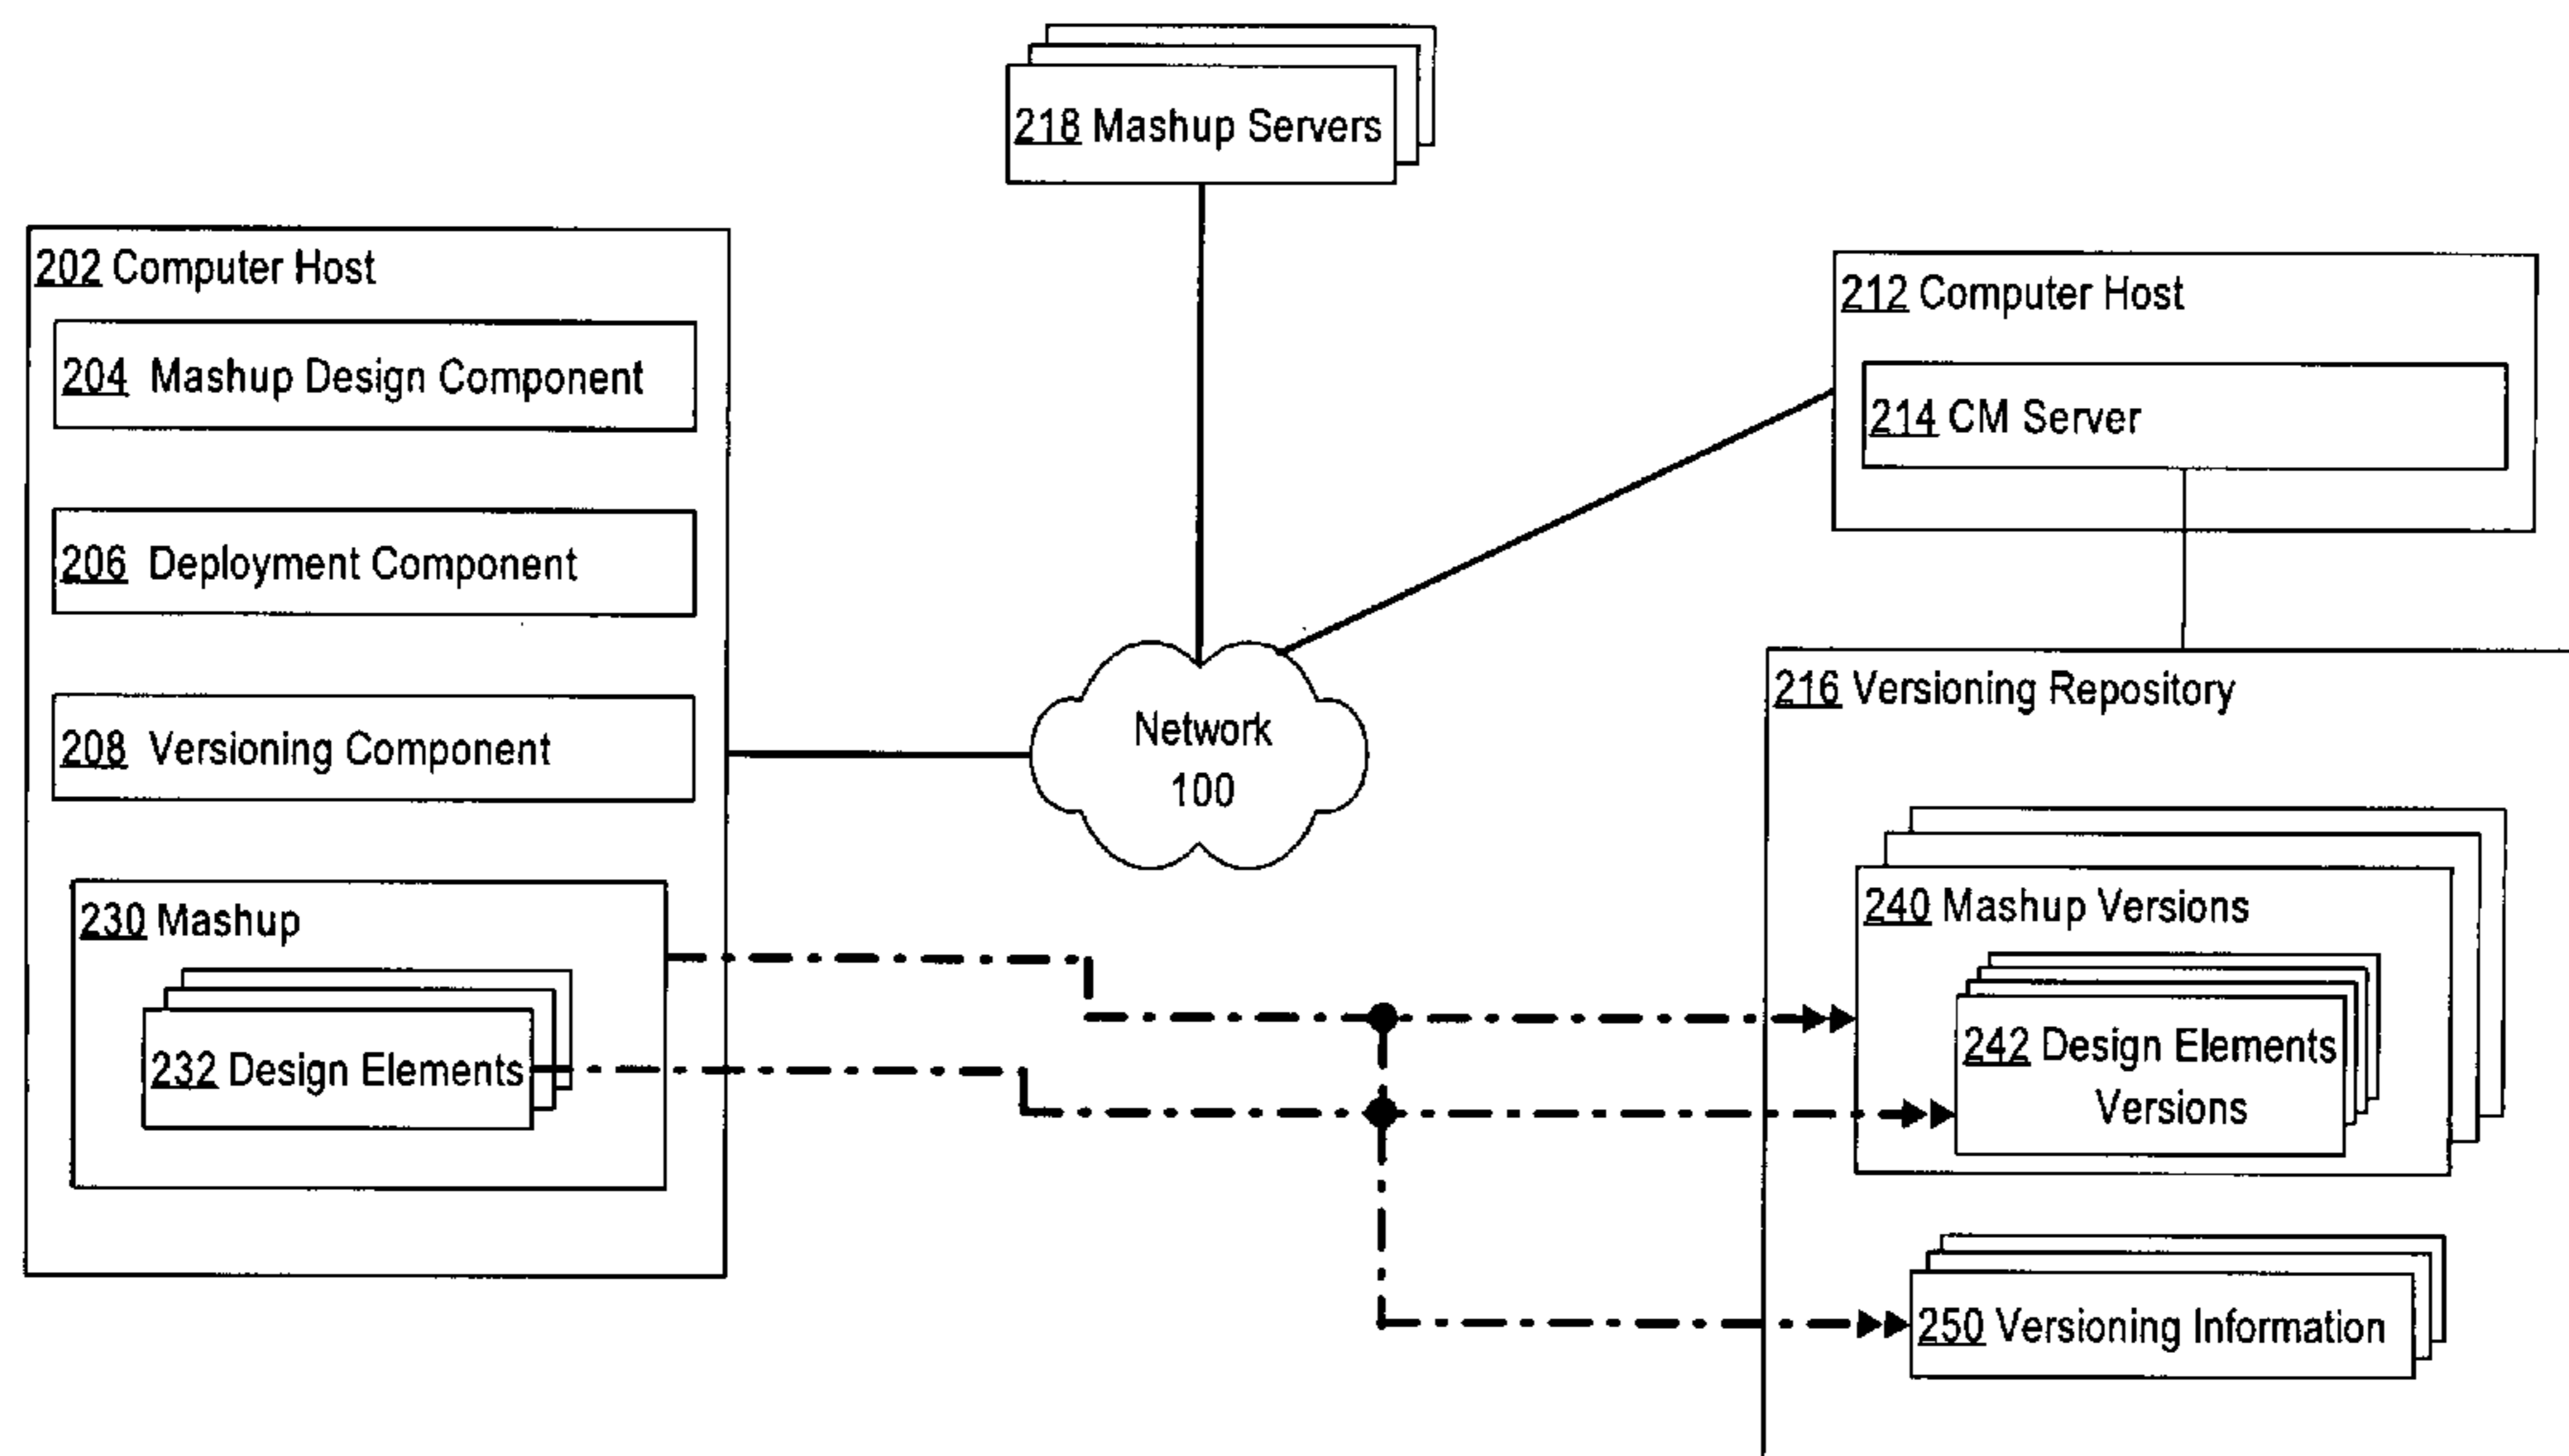 218 Mashup Servers
202 Computer Host
204 Mashup Design Component
206 Deployment Component
208 Versioning Component
230 Mashup
232 Design Elements
Network
100
212 Computer Host
214 CM Server
216 Versioning Repository
240 Mashup Versions
242 Design Elements
Versions
250 Versioning Information